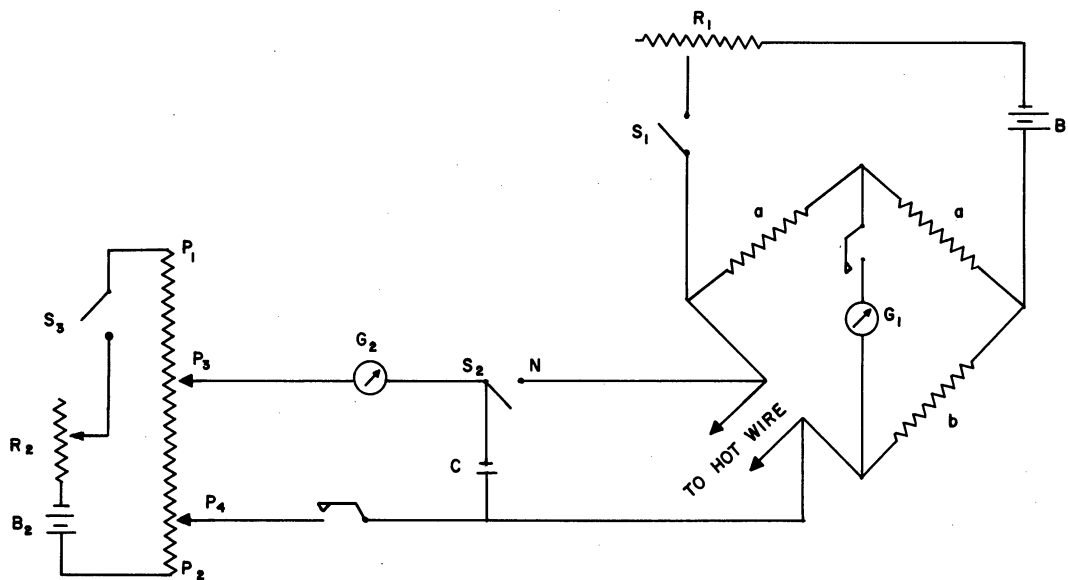 R₁
S₁
B
a
a
G₁
b
TO HOT WIRE
P₁
S₃
P₃
G₂
S₂
N
R₂
C
P₄
B₂
P₂